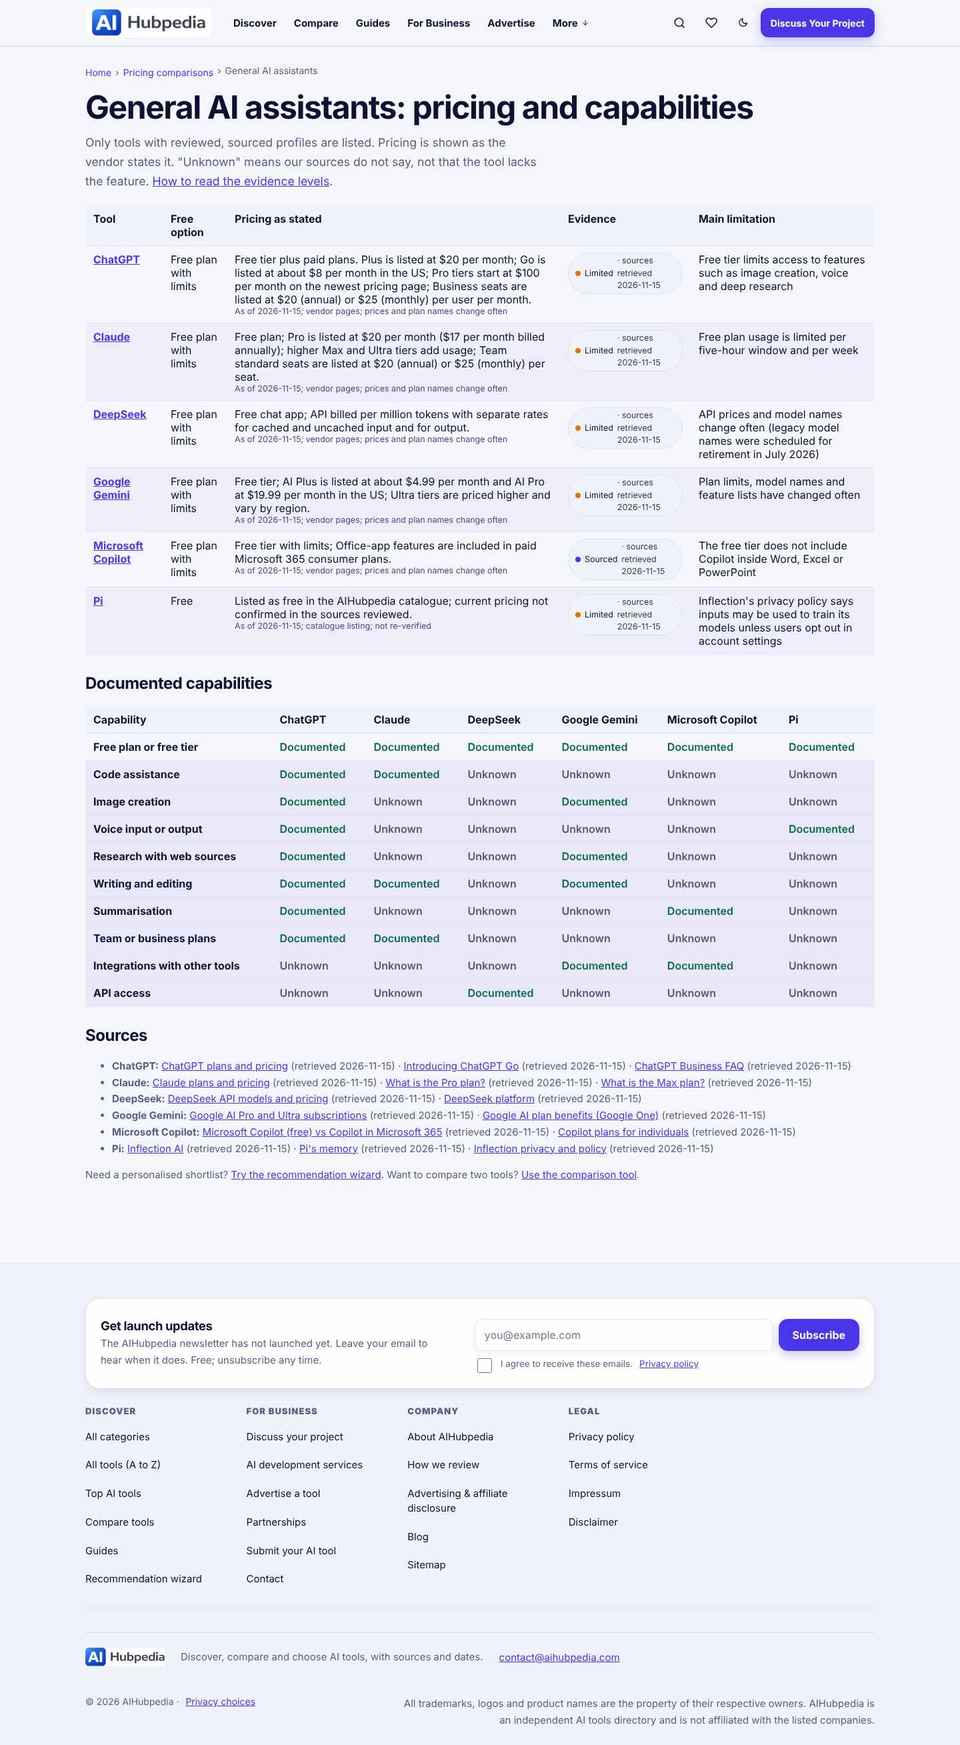 AI Hubpedia
Discover Compare Guides For Business Advertise More ↓ Discuss Your Project
Home › Pricing comparisons › General AI assistants
General AI assistants: pricing and capabilities
Only tools with reviewed, sourced profiles are listed. Pricing is shown as the
vendor states it. "Unknown" means our sources do not say, not that the tool lacks
the feature. How to read the evidence levels.
Tool Free option Pricing as stated Evidence Main limitation
ChatGPT
Free plan with limits
Free tier plus paid plans. Plus is listed at $20 per month; Go is
listed at about $8 per month in the US; Pro tiers start at $100
per month on the newest pricing page; Business seats are
listed at $20 (annual) or $25 (monthly) per user per month.
As of 2026-11-15; vendor pages; prices and plan names change often
Limited · sources retrieved 2026-11-15
Free tier limits access to features
such as image creation, voice
and deep research
Claude
Free plan with limits
Free plan; Pro is listed at $20 per month ($17 per month billed
annually); higher Max and Ultra tiers add usage; Team
standard seats are listed at $20 (annual) or $25 (monthly) per
seat.
As of 2026-11-15; vendor pages; prices and plan names change often
Limited · sources retrieved 2026-11-15
Free plan usage is limited per
five-hour window and per week
DeepSeek
Free plan with limits
Free chat app; API billed per million tokens with separate rates
for cached and uncached input and for output.
As of 2026-11-15; vendor pages; prices and plan names change often
Limited · sources retrieved 2026-11-15
API prices and model names
change often (legacy model
names were scheduled for
retirement in July 2026)
Google Gemini
Free plan with limits
Free tier; AI Plus is listed at about $4.99 per month and AI Pro
at $19.99 per month in the US; Ultra tiers are priced higher and
vary by region.
As of 2026-11-15; vendor pages; prices and plan names change often
Limited · sources retrieved 2026-11-15
Plan limits, model names and
feature lists have changed often
Microsoft Copilot
Free plan with limits
Free tier with limits; Office-app features are included in paid
Microsoft 365 consumer plans.
As of 2026-11-15; vendor pages; prices and plan names change often
Sourced · sources retrieved 2026-11-15
The free tier does not include
Copilot inside Word, Excel or
PowerPoint
Pi
Free
Listed as free in the AIHubpedia catalogue; current pricing not
confirmed in the sources reviewed.
As of 2026-11-15; catalogue listing; not re-verified
Limited · sources retrieved 2026-11-15
Inflection's privacy policy says
inputs may be used to train its
models unless users opt out in
account settings
Documented capabilities
Capability ChatGPT Claude DeepSeek Google Gemini Microsoft Copilot Pi
Free plan or free tier Documented Documented Documented Documented Documented Documented
Code assistance Documented Documented Unknown Unknown Unknown Unknown
Image creation Documented Unknown Unknown Documented Unknown Unknown
Voice input or output Documented Unknown Unknown Unknown Unknown Documented
Research with web sources Documented Unknown Unknown Documented Unknown Unknown
Writing and editing Documented Documented Unknown Documented Unknown Unknown
Summarisation Documented Unknown Unknown Unknown Documented Unknown
Team or business plans Documented Documented Unknown Unknown Unknown Unknown
Integrations with other tools Unknown Unknown Unknown Documented Documented Unknown
API access Unknown Unknown Documented Unknown Unknown Unknown
Sources
• ChatGPT: ChatGPT plans and pricing (retrieved 2026-11-15) · Introducing ChatGPT Go (retrieved 2026-11-15) · ChatGPT Business FAQ (retrieved 2026-11-15)
• Claude: Claude plans and pricing (retrieved 2026-11-15) · What is the Pro plan? (retrieved 2026-11-15) · What is the Max plan? (retrieved 2026-11-15)
• DeepSeek: DeepSeek API models and pricing (retrieved 2026-11-15) · DeepSeek platform (retrieved 2026-11-15)
• Google Gemini: Google AI Pro and Ultra subscriptions (retrieved 2026-11-15) · Google AI plan benefits (Google One) (retrieved 2026-11-15)
• Microsoft Copilot: Microsoft Copilot (free) vs Copilot in Microsoft 365 (retrieved 2026-11-15) · Copilot plans for individuals (retrieved 2026-11-15)
• Pi: Inflection AI (retrieved 2026-11-15) · Pi's memory (retrieved 2026-11-15) · Inflection privacy and policy (retrieved 2026-11-15)
Need a personalised shortlist? Try the recommendation wizard. Want to compare two tools? Use the comparison tool.
Get launch updates
The AIHubpedia newsletter has not launched yet. Leave your email to
hear when it does. Free; unsubscribe any time.
you@example.com Subscribe
I agree to receive these emails. Privacy policy
DISCOVER
All categories
All tools (A to Z)
Top AI tools
Compare tools
Guides
Recommendation wizard
FOR BUSINESS
Discuss your project
AI development services
Advertise a tool
Partnerships
Submit your AI tool
Contact
COMPANY
About AIHubpedia
How we review
Advertising & affiliate
disclosure
Blog
Sitemap
LEGAL
Privacy policy
Terms of service
Impressum
Disclaimer
AI Hubpedia Discover, compare and choose AI tools, with sources and dates. contact@aihubpedia.com
© 2026 AIHubpedia · Privacy choices
All trademarks, logos and product names are the property of their respective owners. AIHubpedia is
an independent AI tools directory and is not affiliated with the listed companies.